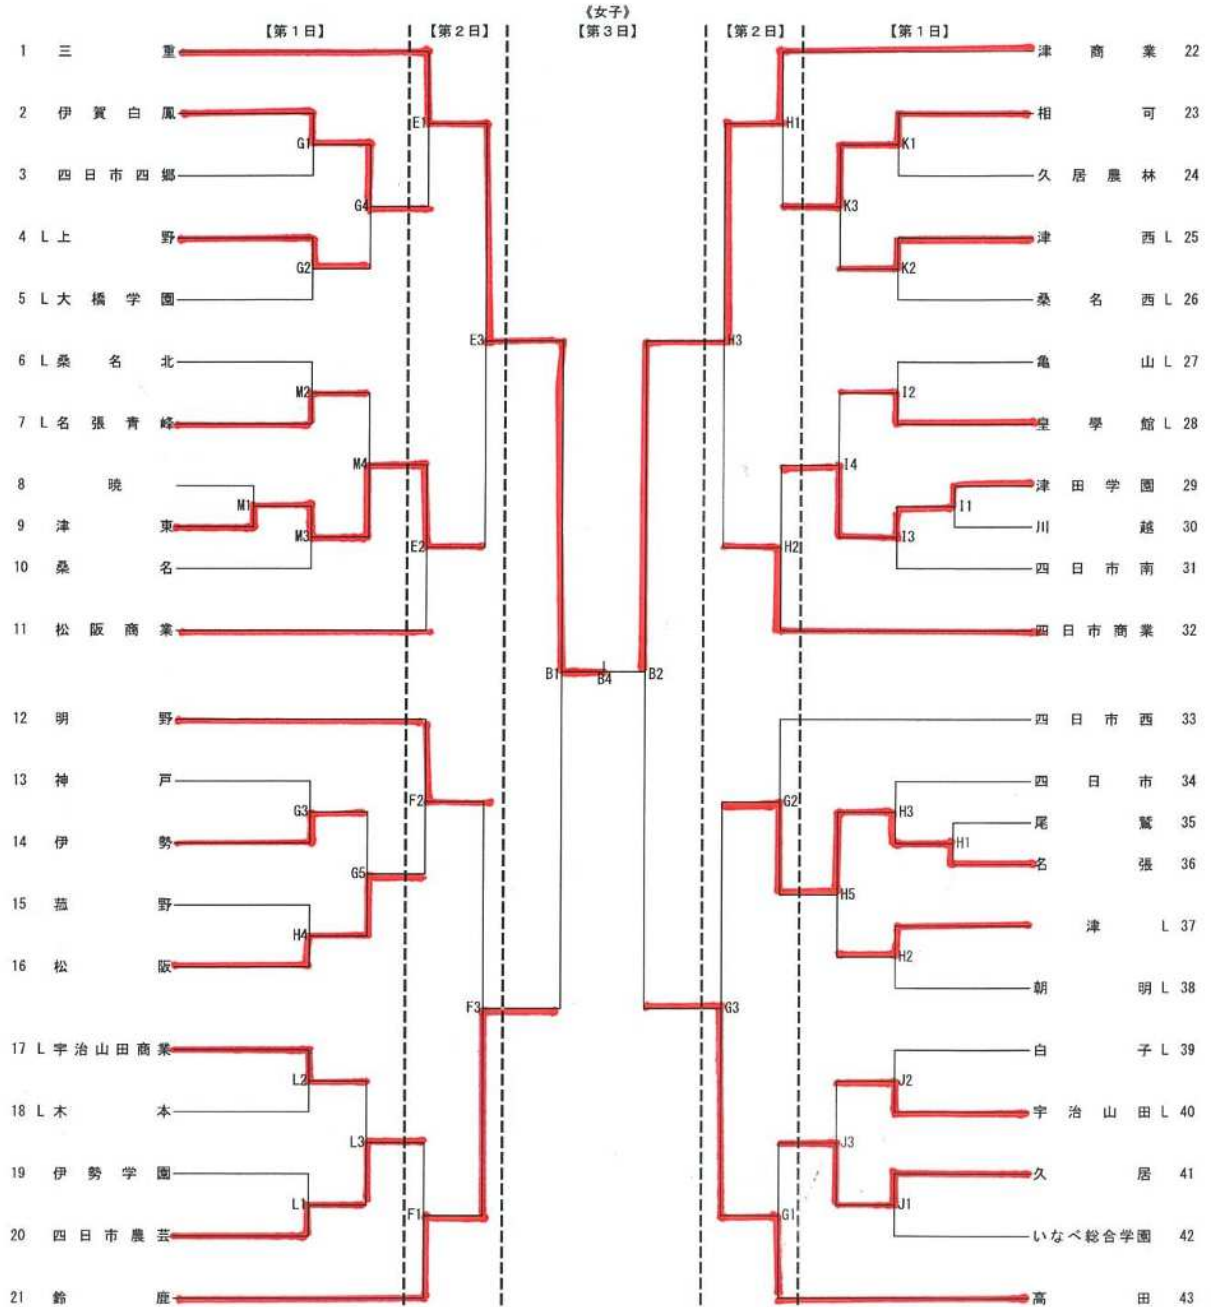 《女子》
【第1日】 【第2日】 【第3日】 【第2日】 【第1日】
1 三重
津商業 22
2 伊賀白鳳
E1
H1
相可 23
G1
K1
3 四日市四郷
久居農林 24
G4
K3
4 L 上野
津西 L 25
G2
K2
5 L 大橋学園
桑名西 L 26
E3
H3
6 L 桑名北
亀山 L 27
M2
I2
7 L 名張青峰
皇學館 L 28
M4
I4
8 暁
津田学園 29
M1
I1
9 津東
川越 30
M3
I3
E2
H2
10 桑名
四日市南 31
11 松阪商業
四日市商業 32
B1
B4
B2
12 明野
四日市西 33
13 神戸
四日市 34
F2
G2
G3
H3
尾鷲 35
14 伊勢
H1
名張 36
G5
H5
15 菰野
津 L 37
H4
H2
16 松阪
朝明 L 38
F3
G3
17 L 宇治山田商業
白子 L 39
L2
J2
18 L 木本
宇治山田 L 40
L3
J3
19 伊勢学園
久居 41
L1
J1
F1
G1
20 四日市農芸
いなべ総合学園 42
21 鈴鹿
高田 43